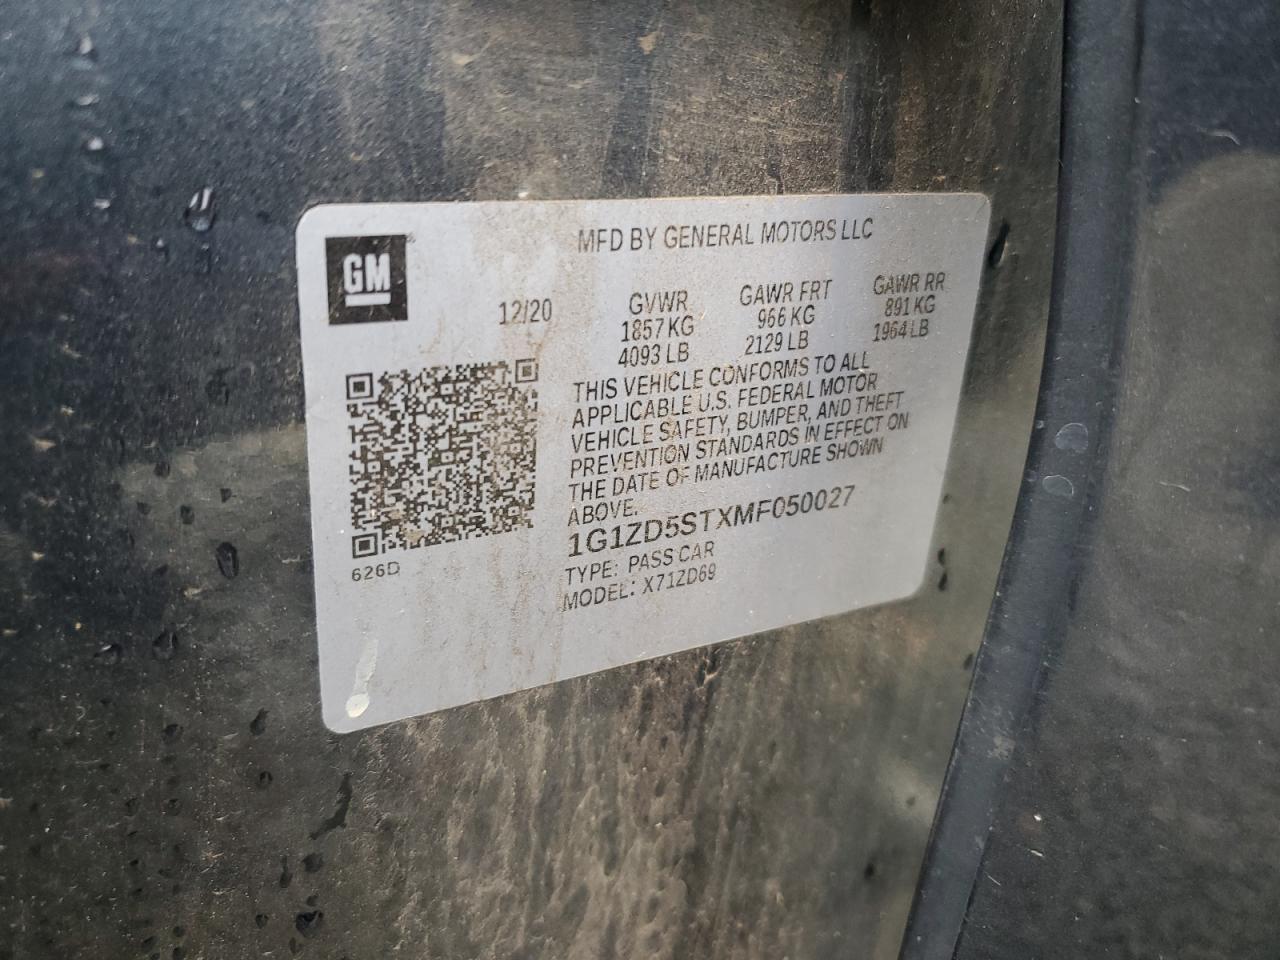 GM
MFD BY GENERAL MOTORS LLC
12/20
GVWR
1857 KG
4093 LB
GAWR FRT
966 KG
2129 LB
GAWR RR
891 KG
1964 LB
THIS VEHICLE CONFORMS TO ALL
APPLICABLE U.S. FEDERAL MOTOR
VEHICLE SAFETY, BUMPER, AND THEFT
PREVENTION STANDARDS IN EFFECT ON
THE DATE OF MANUFACTURE SHOWN
ABOVE.
1G1ZD5STXMF050027
TYPE: PASS CAR
MODEL: X71ZD69
626D